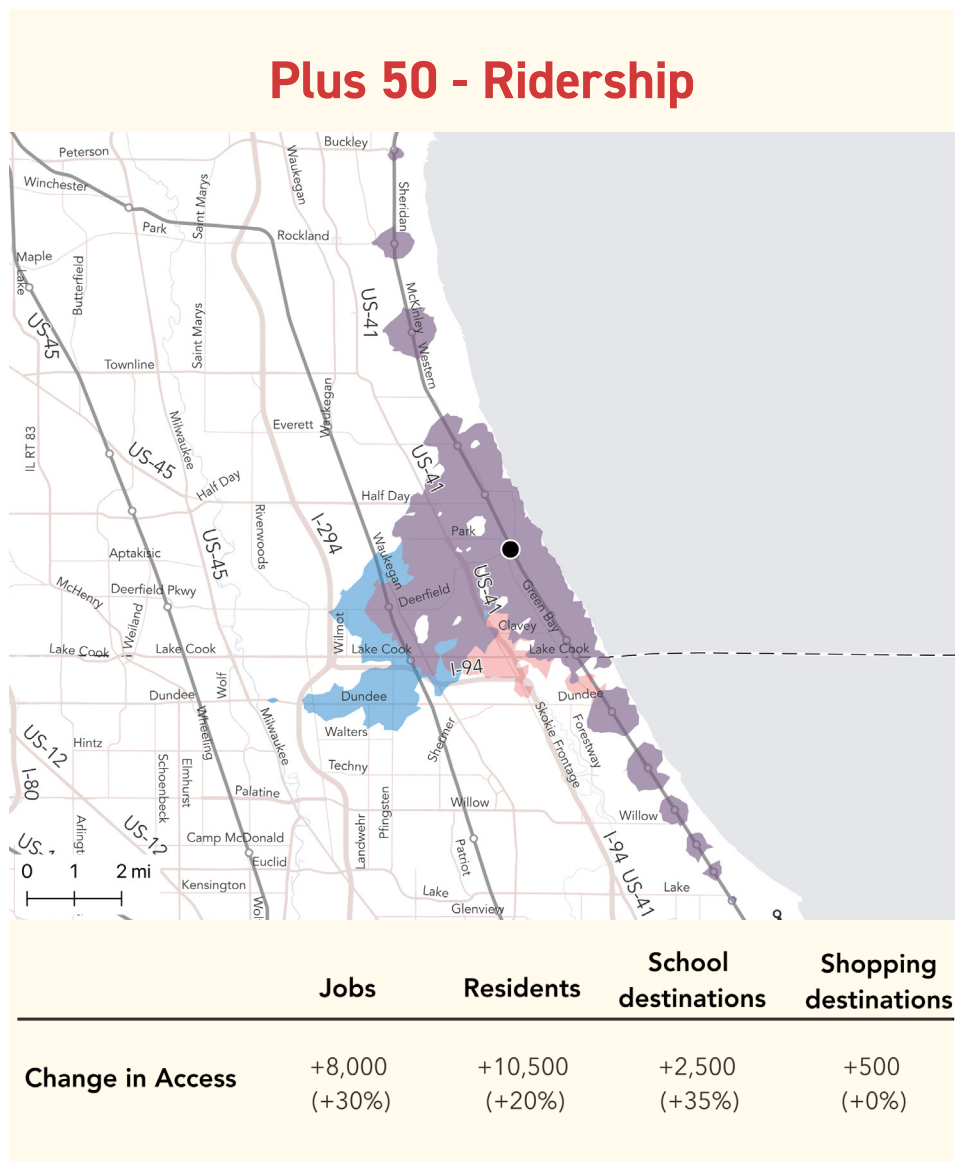 Plus 50 - Ridership
Buckley
Peterson
Waukegan
Winchester
Saint Marys
Sheridan
Park
Rockland
Maple
Lake
Butterfield
US-41
McKinley
US-45
Saint Marys
Western
Townline
Waukegan
Milwaukee
Everett
IL RT 83
US-45
US-41
Half Day
Half Day
Riverwoods
I-294
Park
US-45
Waukegan
Aptakisic
McHenry
Deerfield Pkwy
Deerfield
US-41
Green Bay
Weiland
Wilmot
Clavey
Lake Cook
Lake Cook
Lake Cook
Lake Cook
I-94
Wolf
Dundee
Dundee
Dundee
Wheeling
Milwaukee
Skokie
Frontage
Forestway
US-12
Hintz
Walters
Shermer
Techny
I-80
Schoenbeck
Elmhurst
Palatine
Pfingsten
Willow
Willow
Arlingt
US-12
Camp McDonald
Landwehr
Patriot
I-94 US-41
Euclid
0 1 2 mi
Kensington
Lake
Lake
Glenview
Jobs
Residents
School
destinations
Shopping
destinations
Change in Access
+8,000
(+30%)
+10,500
(+20%)
+2,500
(+35%)
+500
(+0%)